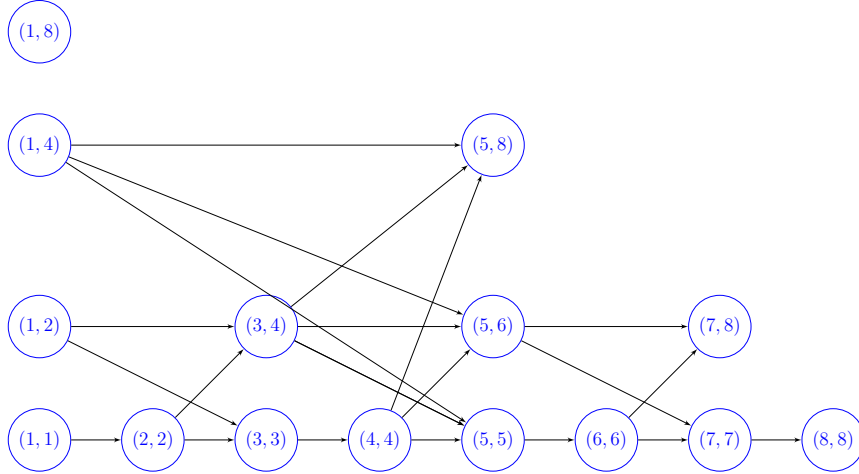 (1, 8)
(1, 4) (5, 8)
(1, 2) (3, 4) (5, 6) (7, 8)
(1, 1) (2, 2) (3, 3) (4, 4) (5, 5) (6, 6) (7, 7) (8, 8)